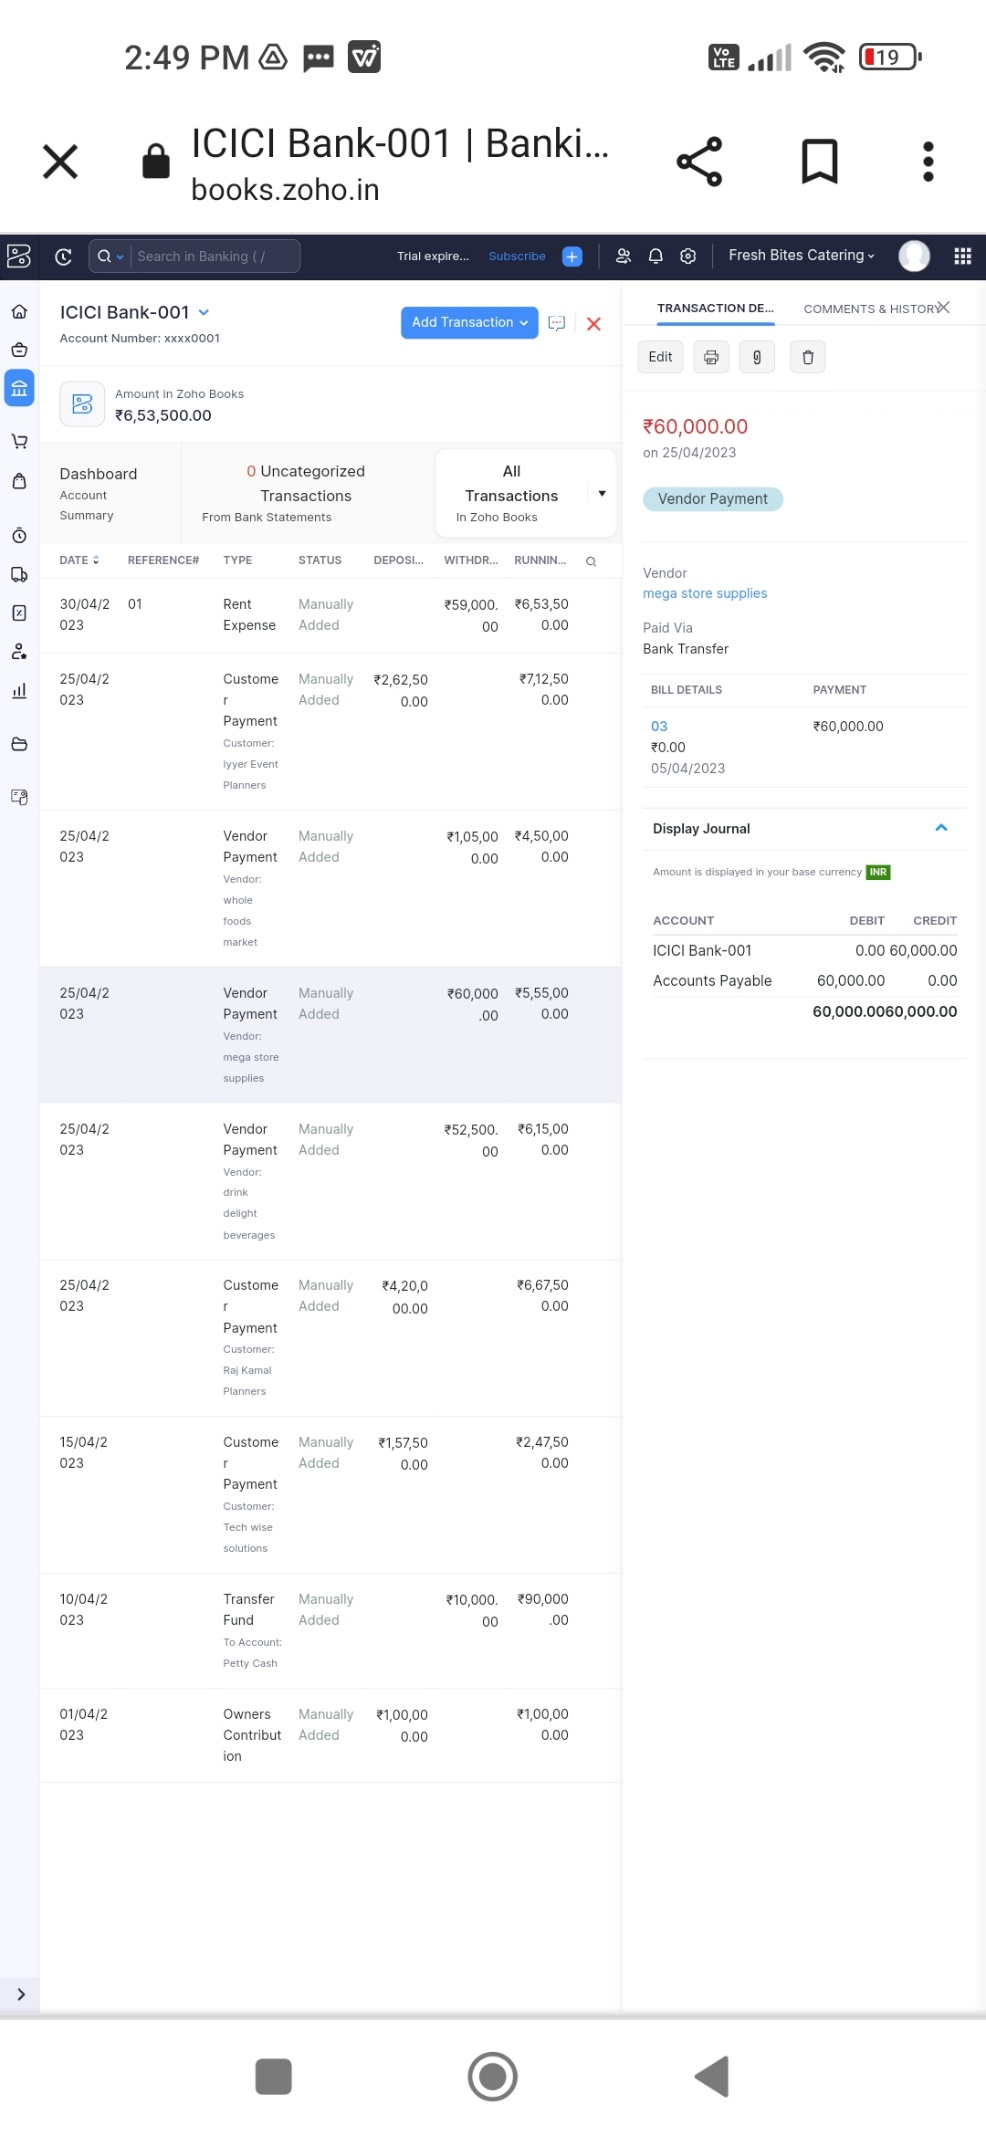 2:49 PM
Vo LTE
19
ICICI Bank-001 | Banki...
books.zoho.in
Search in Banking ( /
Trial expire...
Subscribe
Fresh Bites Catering
ICICI Bank-001
Account Number: xxxx0001
Add Transaction
Amount in Zoho Books
₹6,53,500.00
Dashboard
Account
Summary
0 Uncategorized
Transactions
From Bank Statements
All
Transactions
In Zoho Books
DATE REFERENCE# TYPE STATUS DEPOSI... WITHDR... RUNNIN...
30/04/2 01 Rent Manually ₹59,000. ₹6,53,50
023 Expense Added 00 0.00
25/04/2 Custome Manually ₹2,62,50 ₹7,12,50
023 r Added 0.00 0.00
Payment
Customer:
Iyyer Event
Planners
25/04/2 Vendor Manually ₹1,05,00 ₹4,50,00
023 Payment Added 0.00 0.00
Vendor:
whole
foods
market
25/04/2 Vendor Manually ₹60,000 ₹5,55,00
023 Payment Added .00 0.00
Vendor:
mega store
supplies
25/04/2 Vendor Manually ₹52,500. ₹6,15,00
023 Payment Added 00 0.00
Vendor:
drink
delight
beverages
25/04/2 Custome Manually ₹4,20,0 ₹6,67,50
023 r Added 00.00 0.00
Payment
Customer:
Raj Kamal
Planners
15/04/2 Custome Manually ₹1,57,50 ₹2,47,50
023 r Added 0.00 0.00
Payment
Customer:
Tech wise
solutions
10/04/2 Transfer Manually ₹10,000. ₹90,000
023 Fund Added 00 .00
To Account:
Petty Cash
01/04/2 Owners Manually ₹1,00,00 ₹1,00,00
023 Contribut Added 0.00 0.00
ion
TRANSACTION DE... COMMENTS & HISTORY
Edit
₹60,000.00
on 25/04/2023
Vendor Payment
Vendor
mega store supplies
Paid Via
Bank Transfer
BILL DETAILS PAYMENT
03 ₹60,000.00
₹0.00
05/04/2023
Display Journal
Amount is displayed in your base currency INR
ACCOUNT DEBIT CREDIT
ICICI Bank-001 0.00 60,000.00
Accounts Payable 60,000.00 0.00
60,000.00 60,000.00